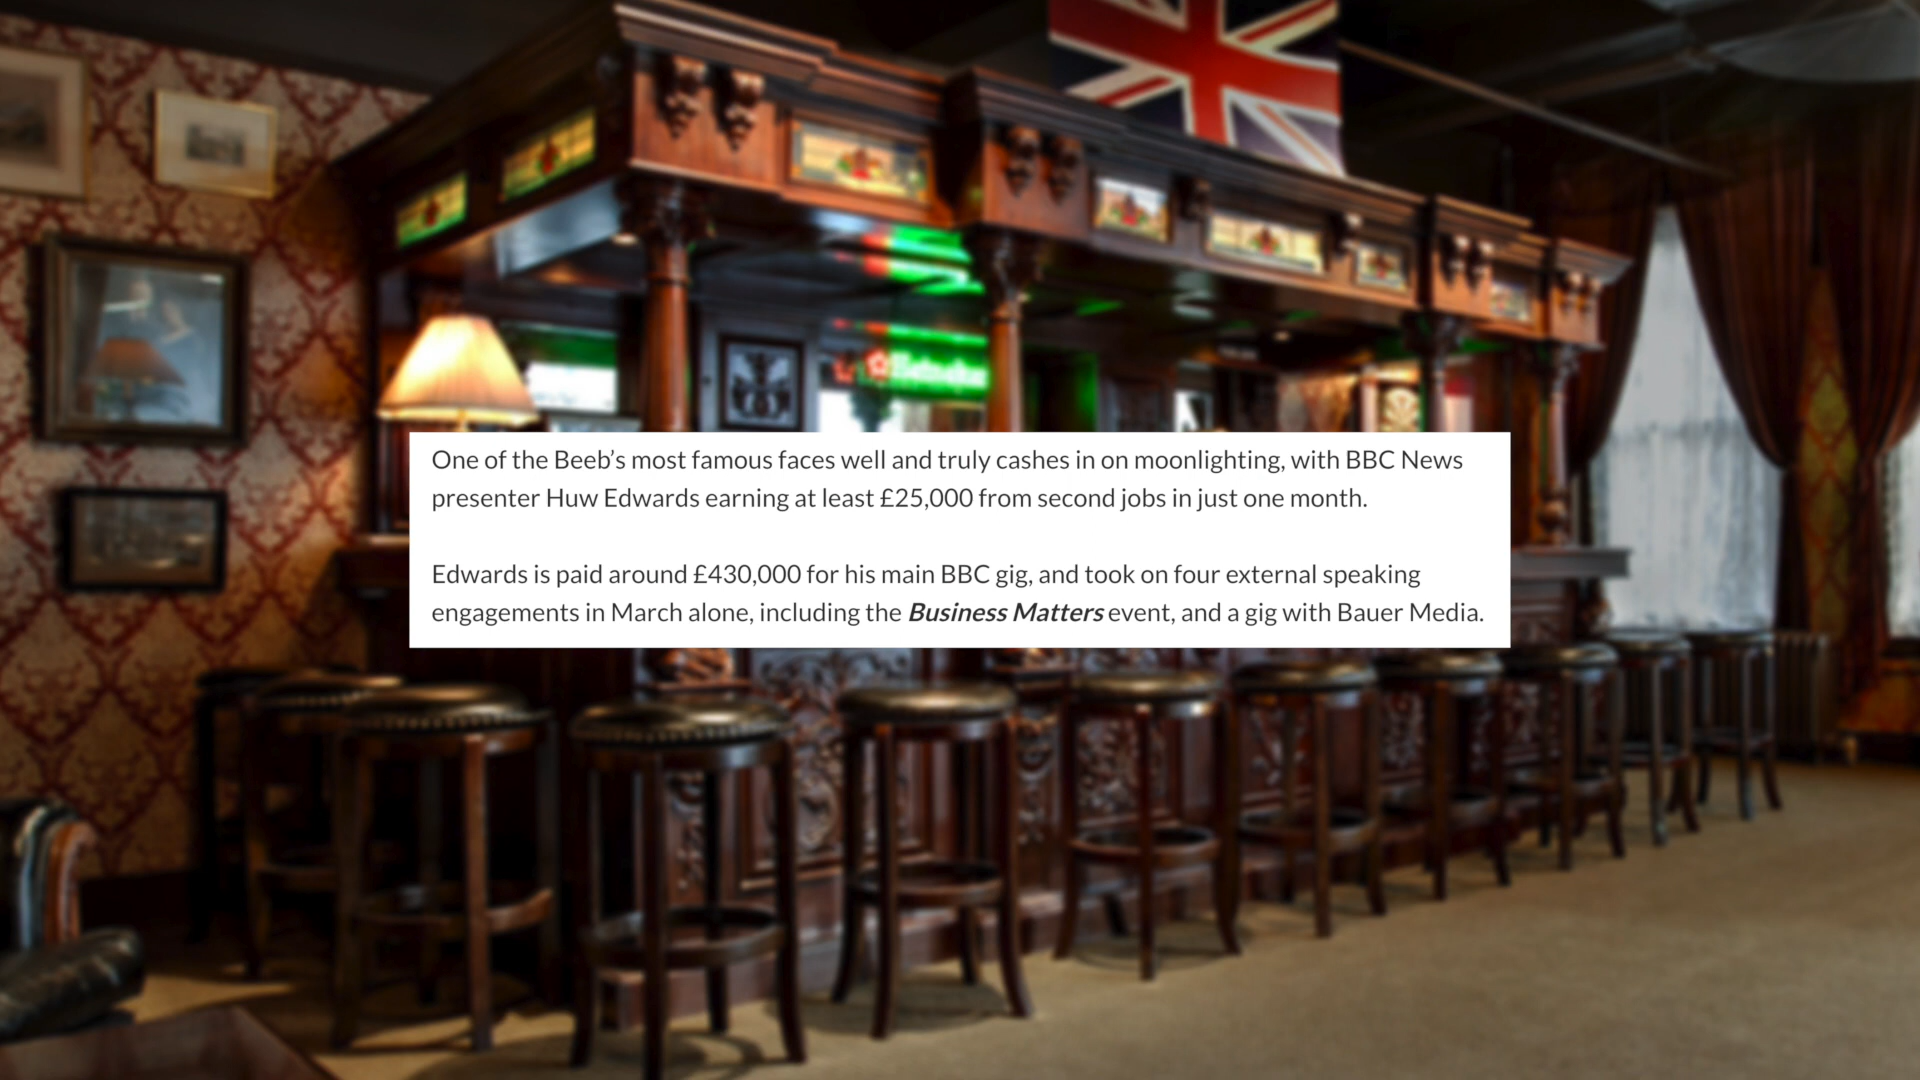 Heineken
One of the Beeb’s most famous faces well and truly cashes in on moonlighting, with BBC News
presenter Huw Edwards earning at least £25,000 from second jobs in just one month.
Edwards is paid around £430,000 for his main BBC gig, and took on four external speaking
engagements in March alone, including the Business Matters event, and a gig with Bauer Media.